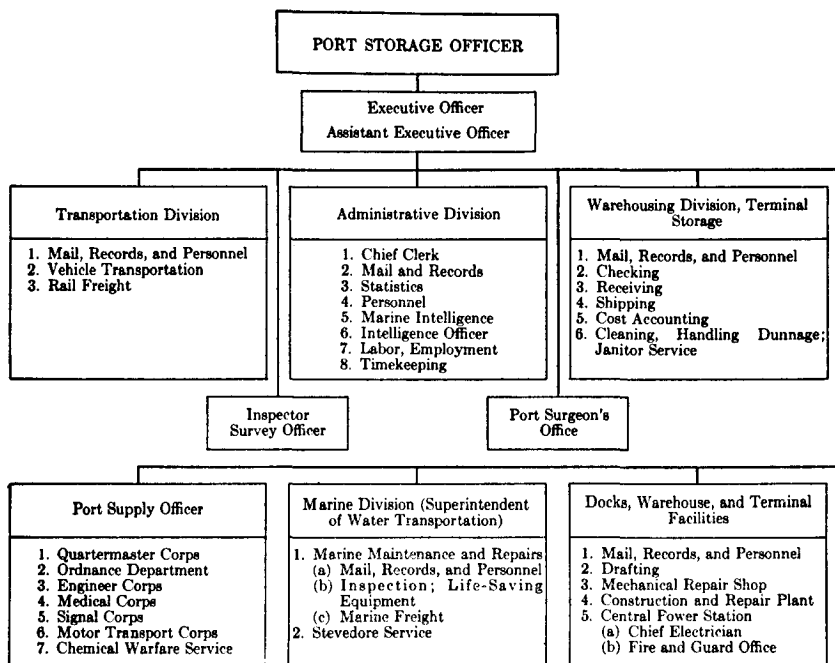 PORT STORAGE OFFICER
Executive Officer
Assistant Executive Officer
Transportation Division
1. Mail, Records, and Personnel
2. Vehicle Transportation
3. Rail Freight
Administrative Division
1. Chief Clerk
2. Mail and Records
3. Statistics
4. Personnel
5. Marine Intelligence
6. Intelligence Officer
7. Labor, Employment
8. Timekeeping
Warehousing Division, Terminal
Storage
1. Mail, Records, and Personnel
2. Checking
3. Receiving
4. Shipping
5. Cost Accounting
6. Cleaning, Handling Dunnage;
Janitor Service
Inspector
Survey Officer
Port Surgeon's
Office
Port Supply Officer
1. Quartermaster Corps
2. Ordnance Department
3. Engineer Corps
4. Medical Corps
5. Signal Corps
6. Motor Transport Corps
7. Chemical Warfare Service
Marine Division (Superintendent
of Water Transportation)
1. Marine Maintenance and Repairs
(a) Mail, Records, and Personnel
(b) Inspection; Life-Saving
Equipment
(c) Marine Freight
2. Stevedore Service
Docks, Warehouse, and Terminal
Facilities
1. Mail, Records, and Personnel
2. Drafting
3. Mechanical Repair Shop
4. Construction and Repair Plant
5. Central Power Station
(a) Chief Electrician
(b) Fire and Guard Office